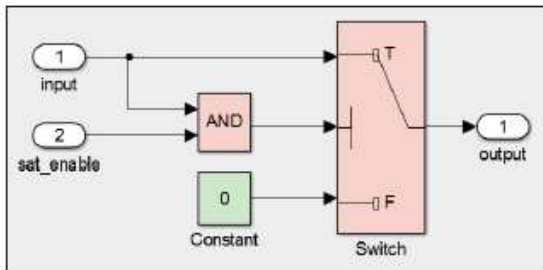 1
T
input
AND
2
1
sat_enable
output
0
F
Constant
Switch